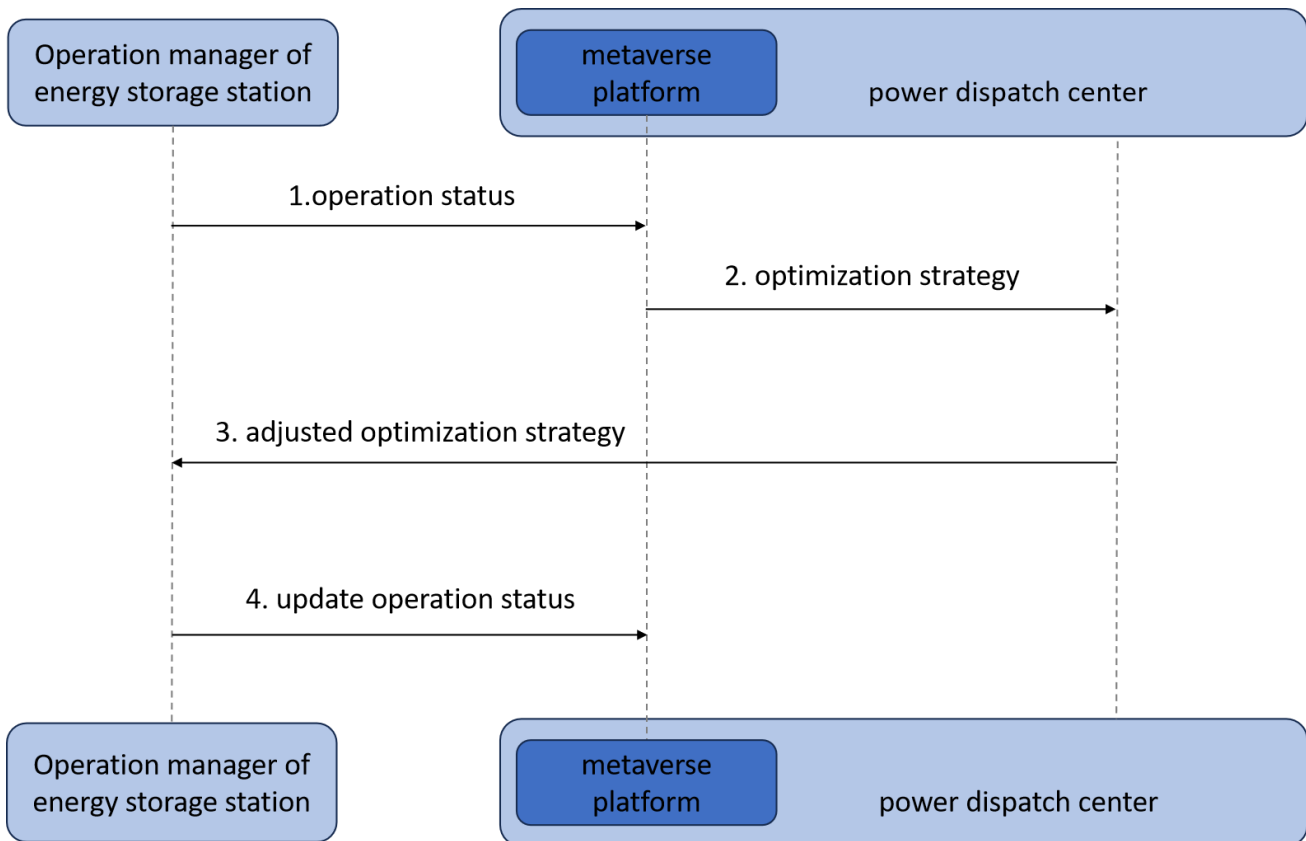 Operation manager of
energy storage station
metaverse
platform
power dispatch center
1.operation status
2. optimization strategy
3. adjusted optimization strategy
4. update operation status
Operation manager of
energy storage station
metaverse
platform
power dispatch center